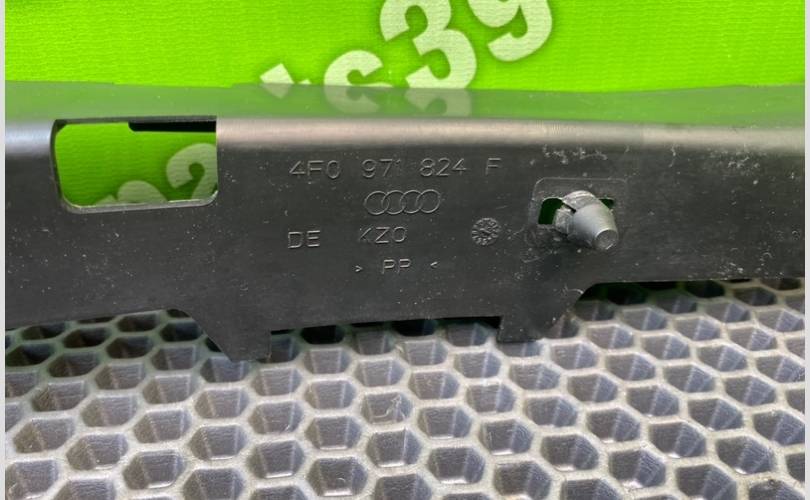 4F0 971 824 F
DE KZO
> PP <